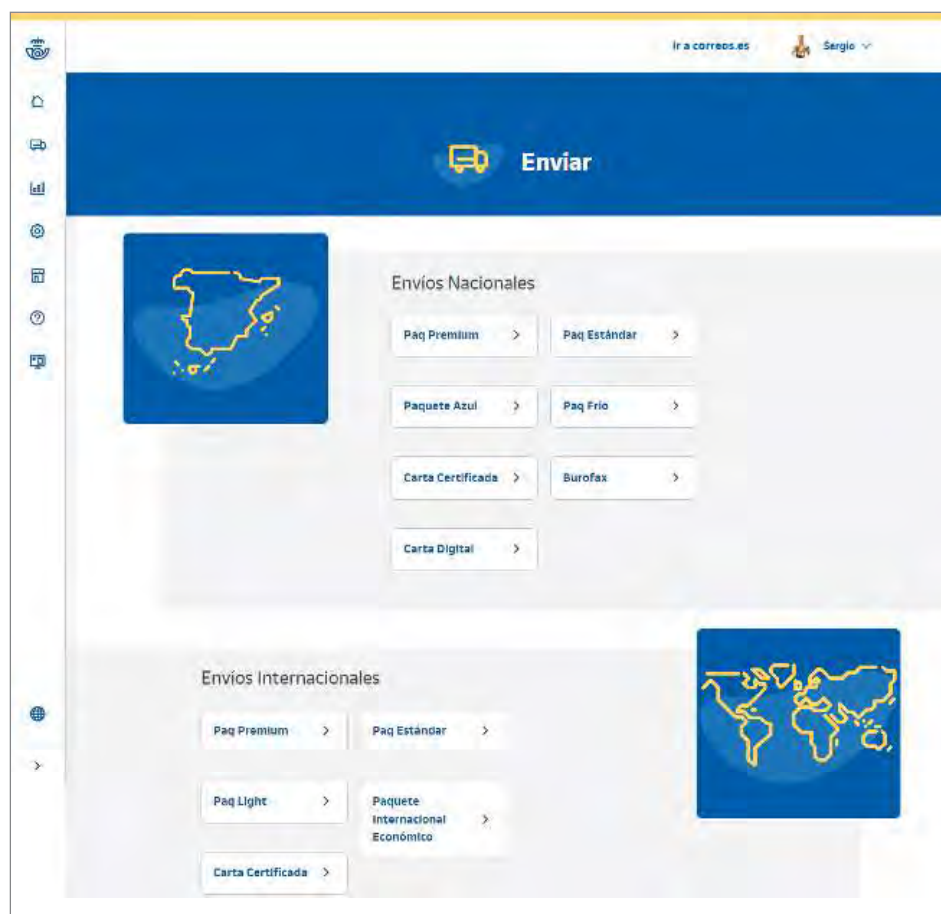 Ir a correos.es
Sergio
Enviar
Envíos Nacionales
Paq Premium
Paq Estándar
Paquete Azul
Paq Frío
Carta Certificada
Burofax
Carta Digital
Envíos Internacionales
Paq Premium
Paq Estándar
Paq Light
Paquete
Internacional
Económico
Carta Certificada